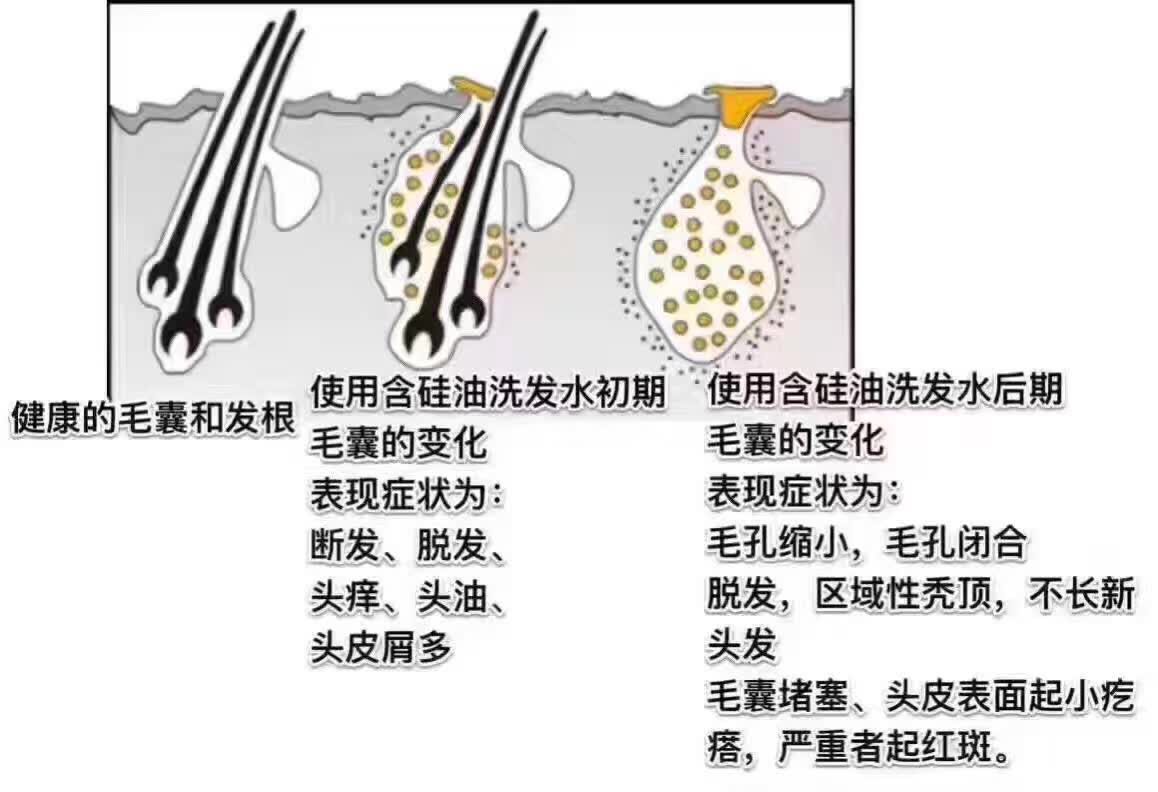 健康的毛囊和发根
使用含硅油洗发水初期
毛囊的变化
表现症状为：
断发、脱发、
头痒、头油、
头皮屑多
使用含硅油洗发水后期
毛囊的变化
表现症状为：
毛孔缩小，毛孔闭合
脱发，区域性秃顶，不长新
头发
毛囊堵塞、头皮表面起小疙
瘩，严重者起红斑。